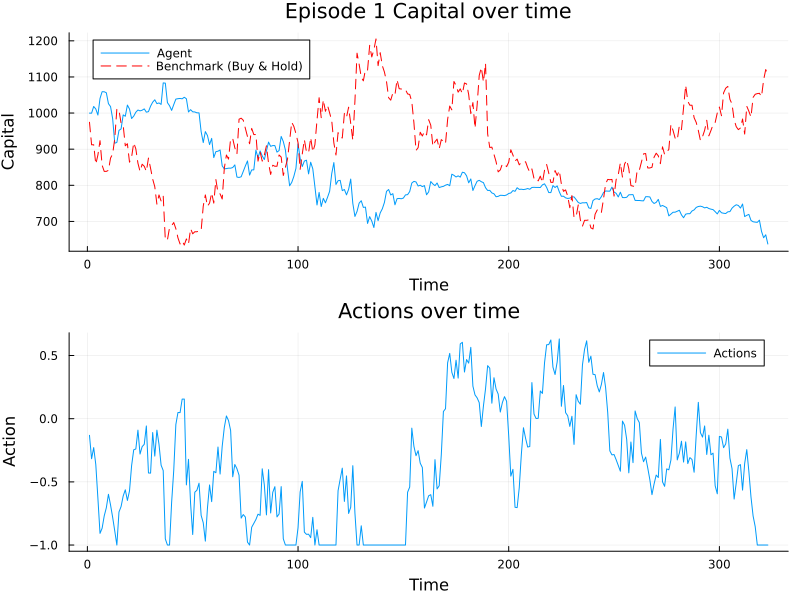 Episode 1 Capital over time
Capital
1200
1100
1000
900
800
700
Agent
Benchmark (Buy & Hold)
0 100 200 300
Time
Actions over time
Action
0.5
0.0
−0.5
−1.0
Actions
0 100 200 300
Time